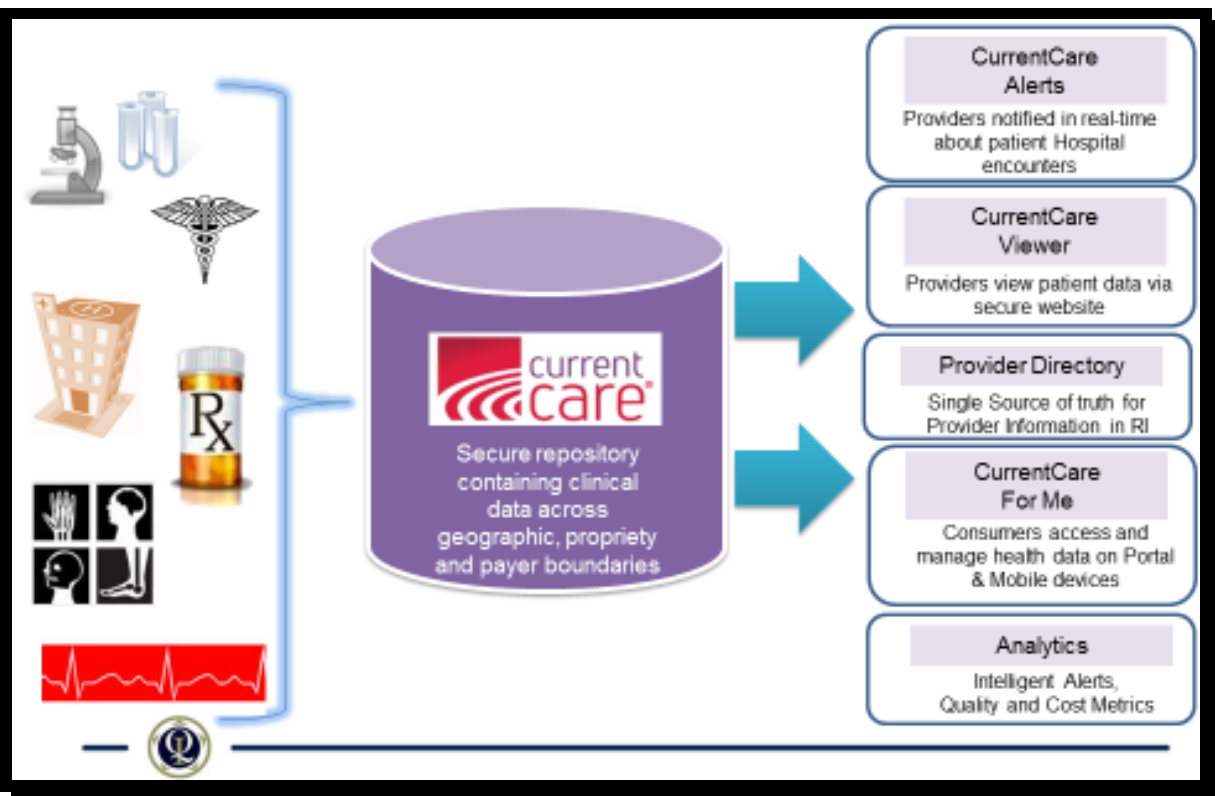 CurrentCare
Alerts
Providers notified in real-time
about patient Hospital
encounters
CurrentCare
Viewer
Providers view patient data via
secure website
Provider Directory
Single Source of truth for
Provider Information in RI
CurrentCare
For Me
Consumers access and
manage health data on Portal
& Mobile devices
Analytics
Intelligent Alerts,
Quality and Cost Metrics
current
care®
Secure repository
containing clinical
data across
geographic, propriety
and payer boundaries
H
Rx